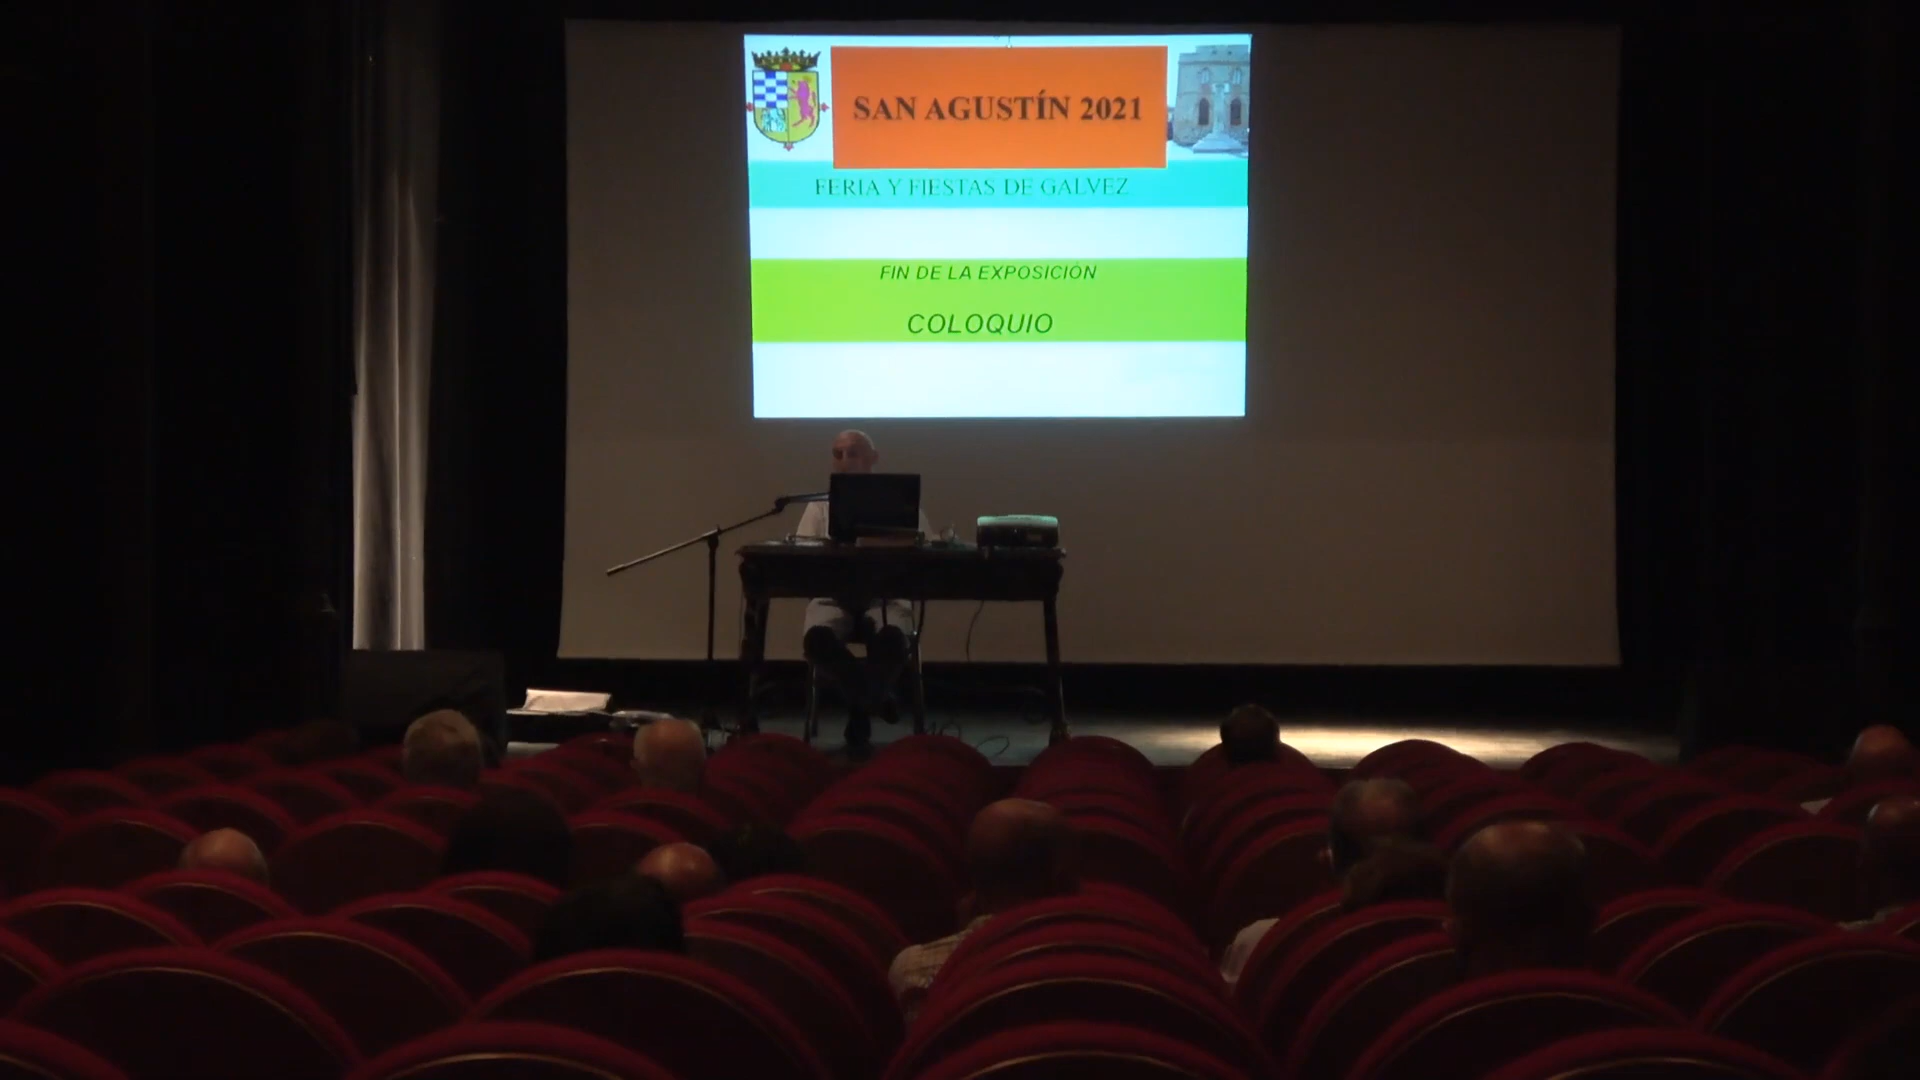 SAN AGUSTÍN 2021
FERIA Y FIESTAS DE GALVEZ
FIN DE LA EXPOSICIÓN
COLOQUIO